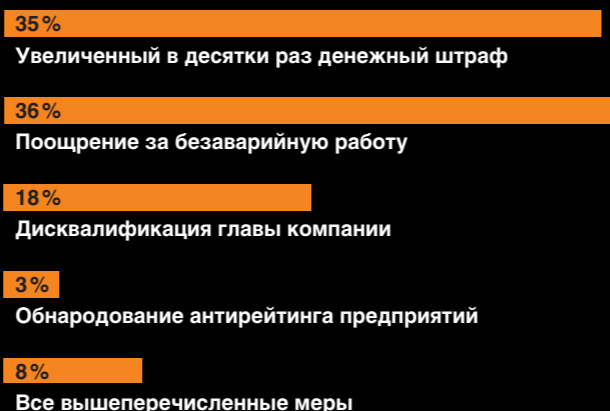 35%
Увеличенный в десятки раз денежный штраф
36%
Поощрение за безаварийную работу
18%
Дисквалификация главы компании
3%
Обнародование антирейтинга предприятий
8%
Все вышеперечисленные меры